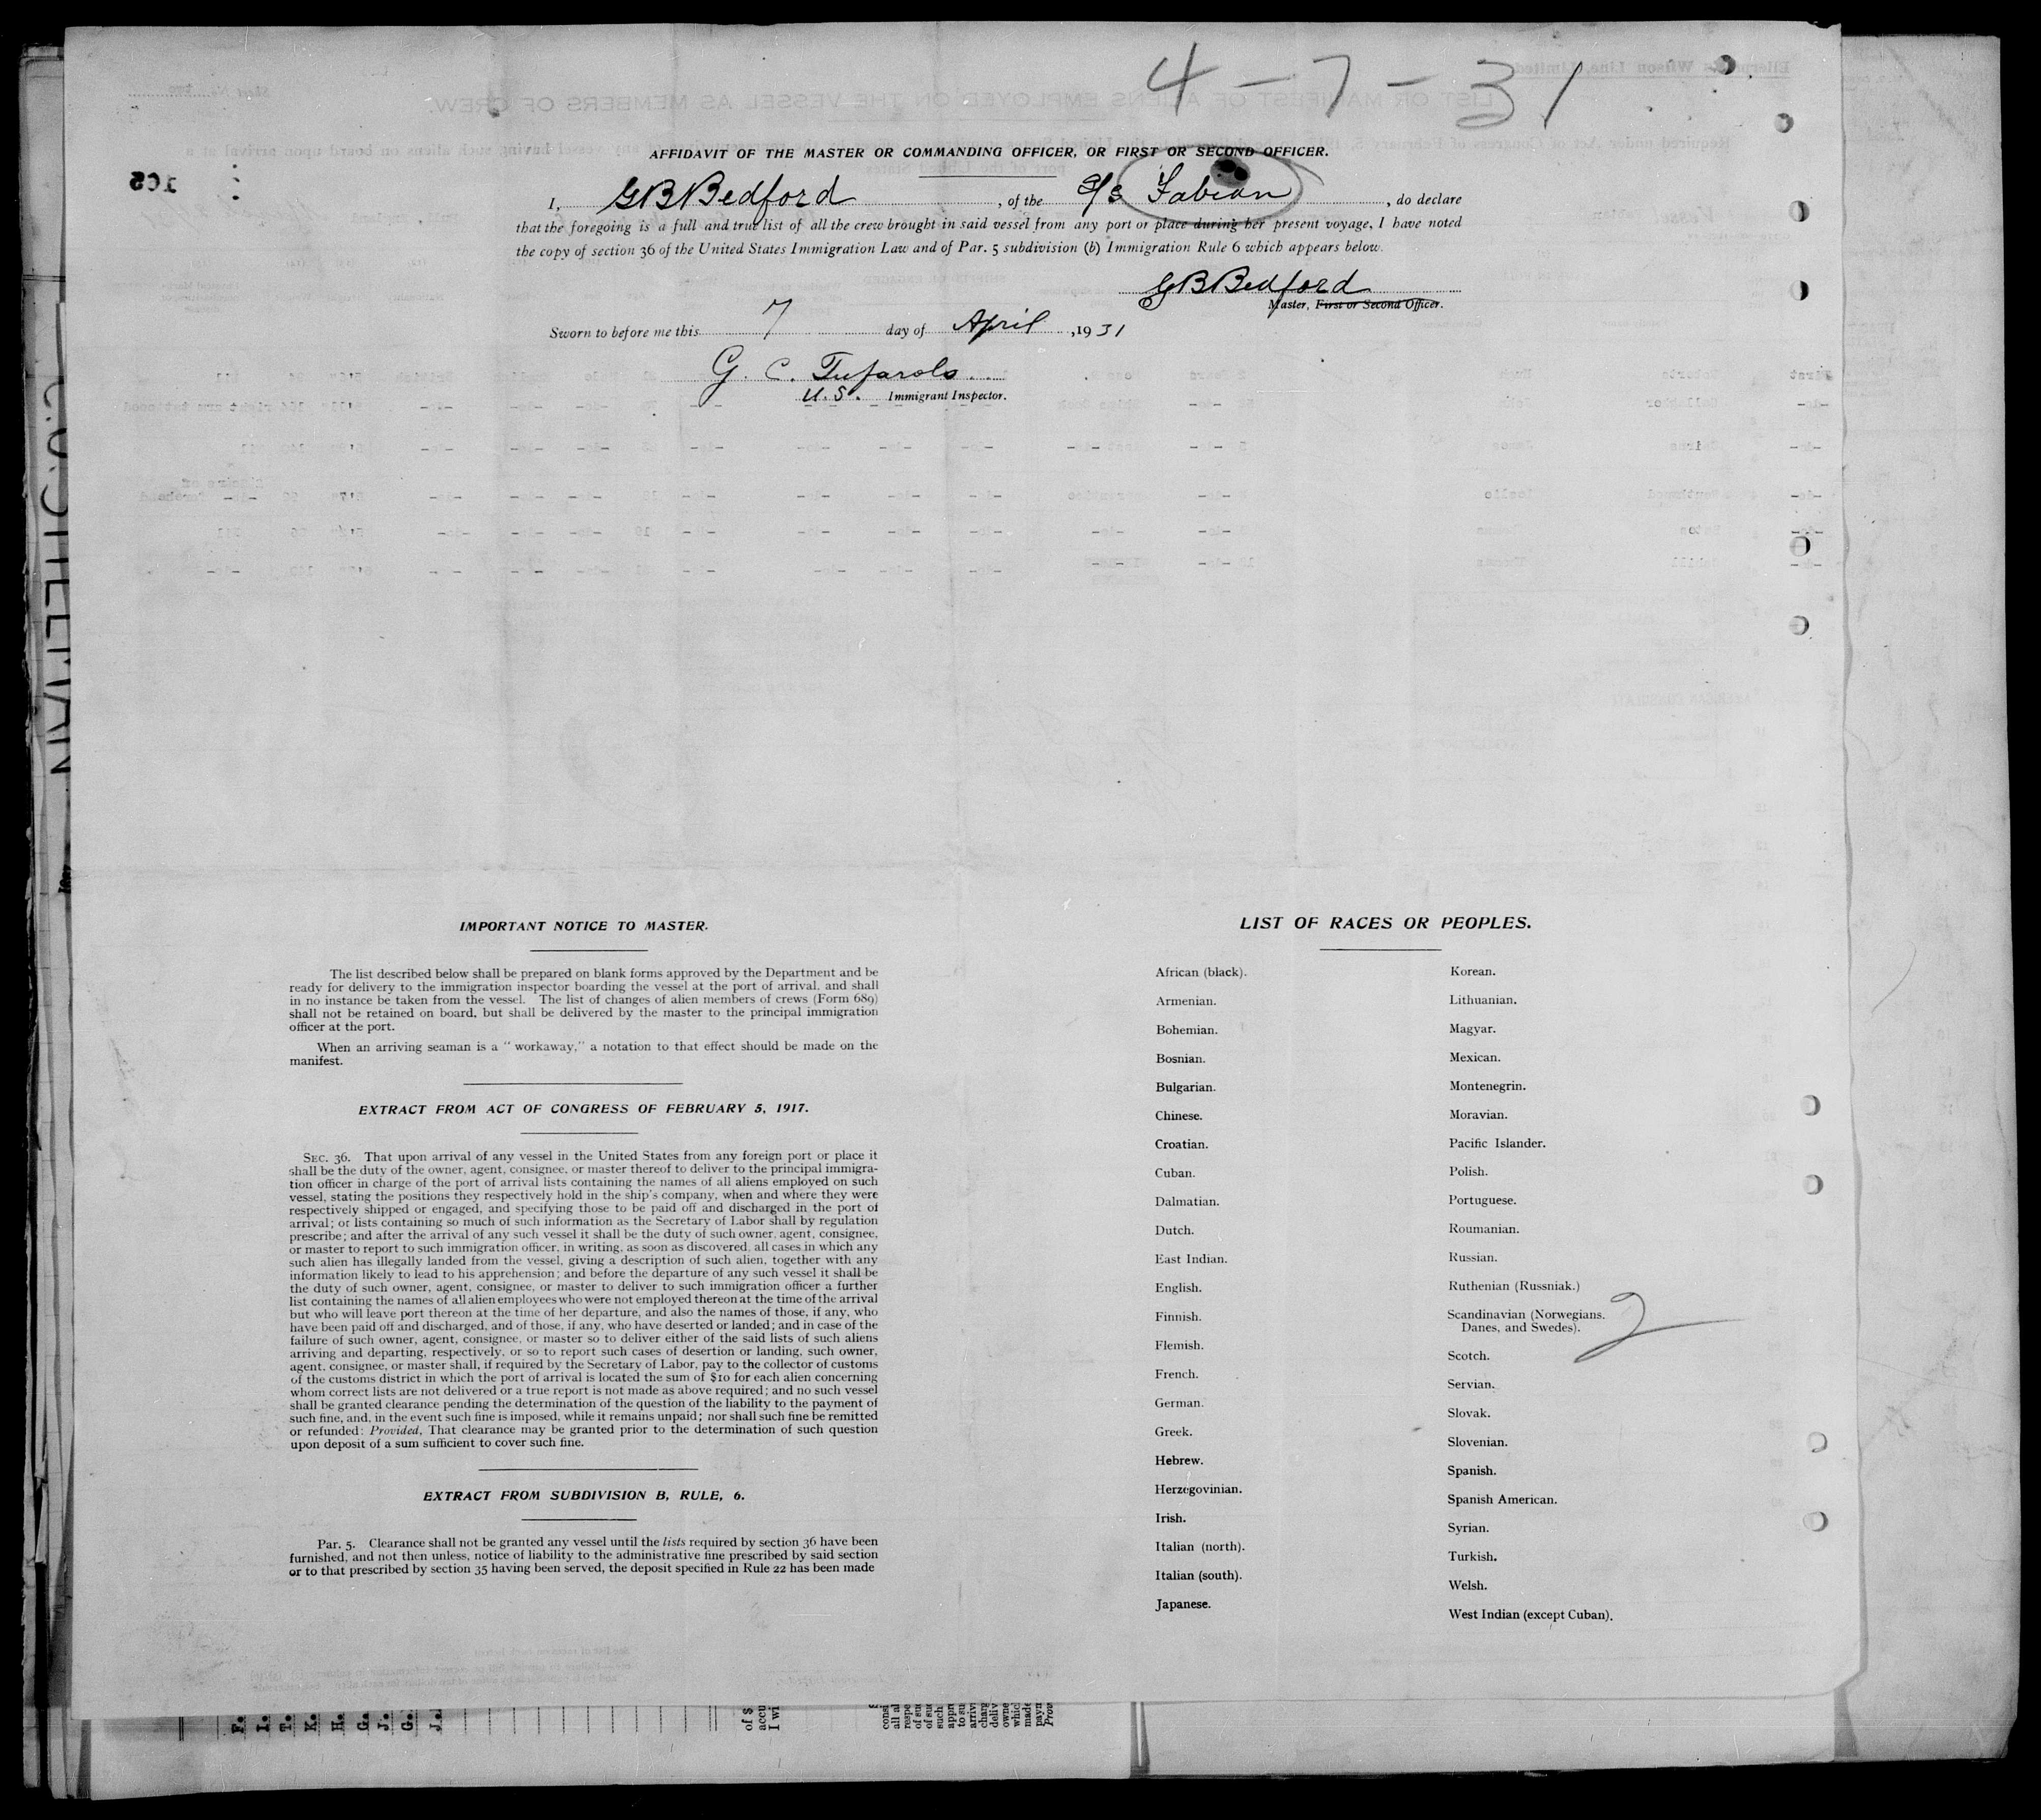 4-7-31
AFFIDAVIT OF THE MASTER OR COMMANDING OFFICER, OR FIRST OR SECOND OFFICER.
I, GBBedford, of the S/S Fabian, do declare
that the foregoing is a full and true list of all the crew brought in said vessel from any port or place during her present voyage, I have noted
the copy of section 36 of the United States Immigration Law and of Par. 5 subdivision (b) Immigration Rule 6 which appears below.
GBBedford
Master, First or Second Officer.
Sworn to before me this 7 day of April, 1931
G. C.
U.S. Immigrant Inspector.
IMPORTANT NOTICE TO MASTER.
The list described below shall be prepared on blank forms approved by the Department and be
ready for delivery to the immigration inspector boarding the vessel at the port of arrival, and shall
in no instance be taken from the vessel. The list of changes of alien members of crews (Form 689)
shall not be retained on board, but shall be delivered by the master to the principal immigration
officer at the port.
When an arriving seaman is a " workaway," a notation to that effect should be made on the
manifest.
EXTRACT FROM ACT OF CONGRESS OF FEBRUARY 5, 1917.
SEC. 36. That upon arrival of any vessel in the United States from any foreign port or place it
shall be the duty of the owner, agent, consignee, or master thereof to deliver to the principal immigra-
tion officer in charge of the port of arrival lists containing the names of all aliens employed on such
vessel, stating the positions they respectively hold in the ship's company, when and where they were
respectively shipped or engaged, and specifying those to be paid off and discharged in the port of
arrival; or lists containing so much of such information as the Secretary of Labor shall by regulation
prescribe; and after the arrival of any such vessel it shall be the duty of such owner, agent, consignee,
or master to report to such immigration officer, in writing, as soon as discovered, all cases in which any
such alien has illegally landed from the vessel, giving a description of such alien, together with any
information likely to lead to his apprehension; and before the departure of any such vessel it shall be
the duty of such owner, agent, consignee, or master to deliver to such immigration officer a further
list containing the names of all alien employees who were not employed thereon at the time of the arrival
but who will leave port thereon at the time of her departure, and also the names of those, if any, who
have been paid off and discharged, and of those, if any, who have deserted or landed; and in case of the
failure of such owner, agent, consignee, or master so to deliver either of the said lists of such aliens
arriving and departing, respectively, or so to report such cases of desertion or landing, such owner,
agent, consignee, or master shall, if required by the Secretary of Labor, pay to the collector of customs
of the customs district in which the port of arrival is located the sum of $10 for each alien concerning
whom correct lists are not delivered or a true report is not made as above required; and no such vessel
shall be granted clearance pending the determination of the question of the liability to the payment of
such fine, and, in the event such fine is imposed, while it remains unpaid; nor shall such fine be remitted
or refunded: Provided, That clearance may be granted prior to the determination of such question
upon deposit of a sum sufficient to cover such fine.
EXTRACT FROM SUBDIVISION B, RULE, 6.
Par. 5. Clearance shall not be granted any vessel until the lists required by section 36 have been
furnished, and not then unless, notice of liability to the administrative fine prescribed by said section
or to that prescribed by section 35 having been served, the deposit specified in Rule 22 has been made
LIST OF RACES OR PEOPLES.
African (black).
Armenian.
Bohemian.
Bosnian.
Bulgarian.
Chinese.
Croatian.
Cuban.
Dalmatian.
Dutch.
East Indian.
English.
Finnish.
Flemish.
French.
German.
Greek.
Hebrew.
Herzegovinian.
Irish.
Italian (north).
Italian (south).
Japanese.
Korean.
Lithuanian.
Magyar.
Mexican.
Montenegrin.
Moravian.
Pacific Islander.
Polish.
Portuguese.
Roumanian.
Russian.
Ruthenian (Russniak.)
Scandinavian (Norwegians.
Danes, and Swedes).
2
Scotch.
Servian.
Slovak.
Slovenian.
Spanish.
Spanish American.
Syrian.
Turkish.
Welsh.
West Indian (except Cuban).